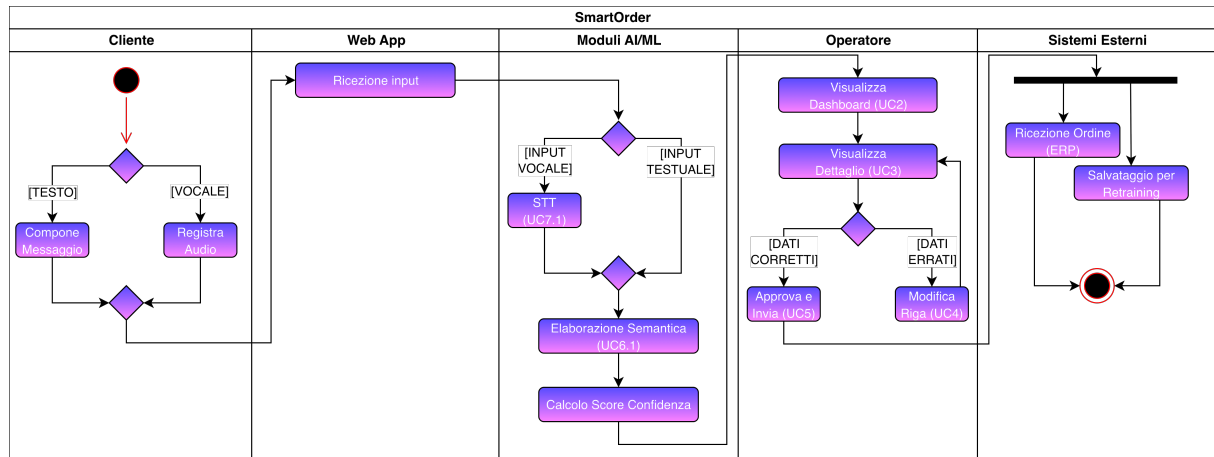 SmartOrder
Cliente
Web App
Moduli AI/ML
Operatore
Sistemi Esterni
[TESTO]
[VOCALE]
Compone
Messaggio
Registra
Audio
Ricezione input
[INPUT
VOCALE]
[INPUT
TESTUALE]
STT
(UC7.1)
Elaborazione Semantica
(UC6.1)
Calcolo Score Confidenza
Visualizza
Dashboard (UC2)
Visualizza
Dettaglio (UC3)
[DATI
CORRETTI]
[DATI
ERRATI]
Approva e
Invia (UC5)
Modifica
Riga (UC4)
Ricezione Ordine
(ERP)
Salvataggio per
Retraining